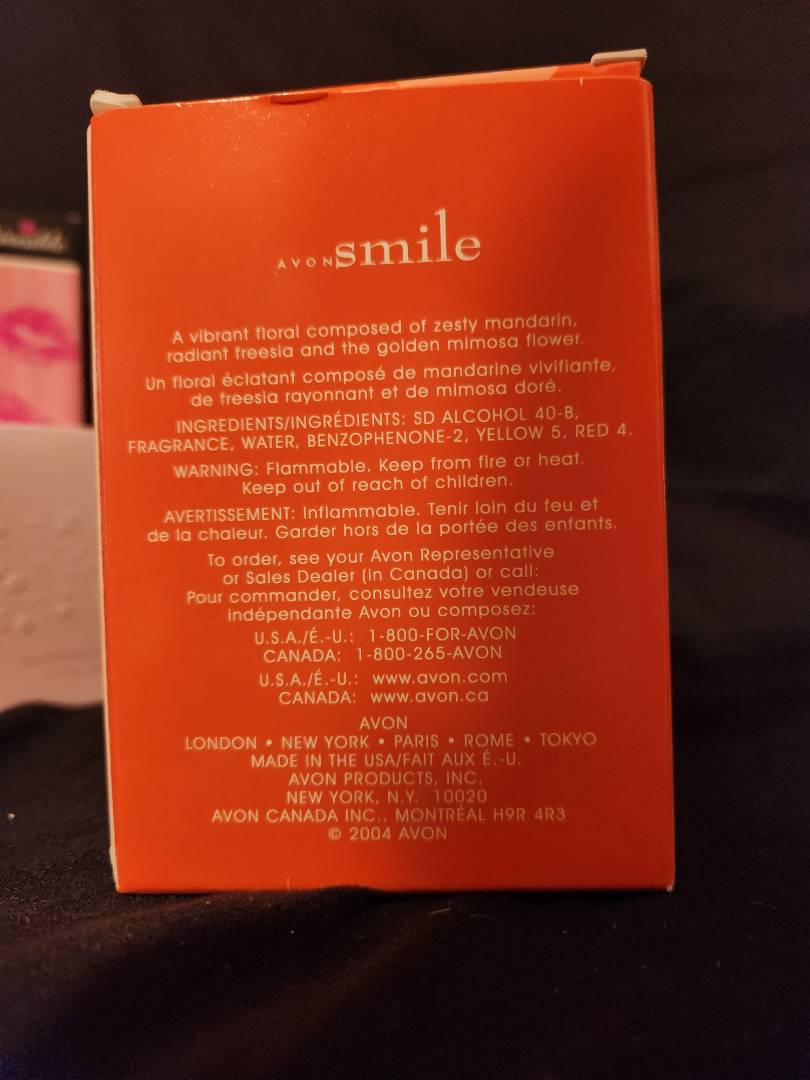 AVON smile
A vibrant floral composed of zesty mandarin,
radiant freesia and the golden mimosa flower.
Un floral éclatant composé de mandarine vivifiante,
de freesia rayonnant et de mimosa doré.
INGREDIENTS/INGRÉDIENTS: SD ALCOHOL 40-B,
FRAGRANCE, WATER, BENZOPHENONE-2, YELLOW 5, RED 4.
WARNING: Flammable. Keep from fire or heat.
Keep out of reach of children.
AVERTISSEMENT: Inflammable. Tenir loin du feu et
de la chaleur. Garder hors de la portée des enfants.
To order, see your Avon Representative
or Sales Dealer (in Canada) or call:
Pour commander, consultez votre vendeuse
indépendante Avon ou composez:
U.S.A./É.-U.: 1-800-FOR-AVON
CANADA: 1-800-265-AVON
U.S.A./É.-U.: www.avon.com
CANADA: www.avon.ca
AVON
LONDON • NEW YORK • PARIS • ROME • TOKYO
MADE IN THE USA/FAIT AUX É.-U.
AVON PRODUCTS, INC.
NEW YORK, N.Y. 10020
AVON CANADA INC., MONTRÉAL H9R 4R3
© 2004 AVON